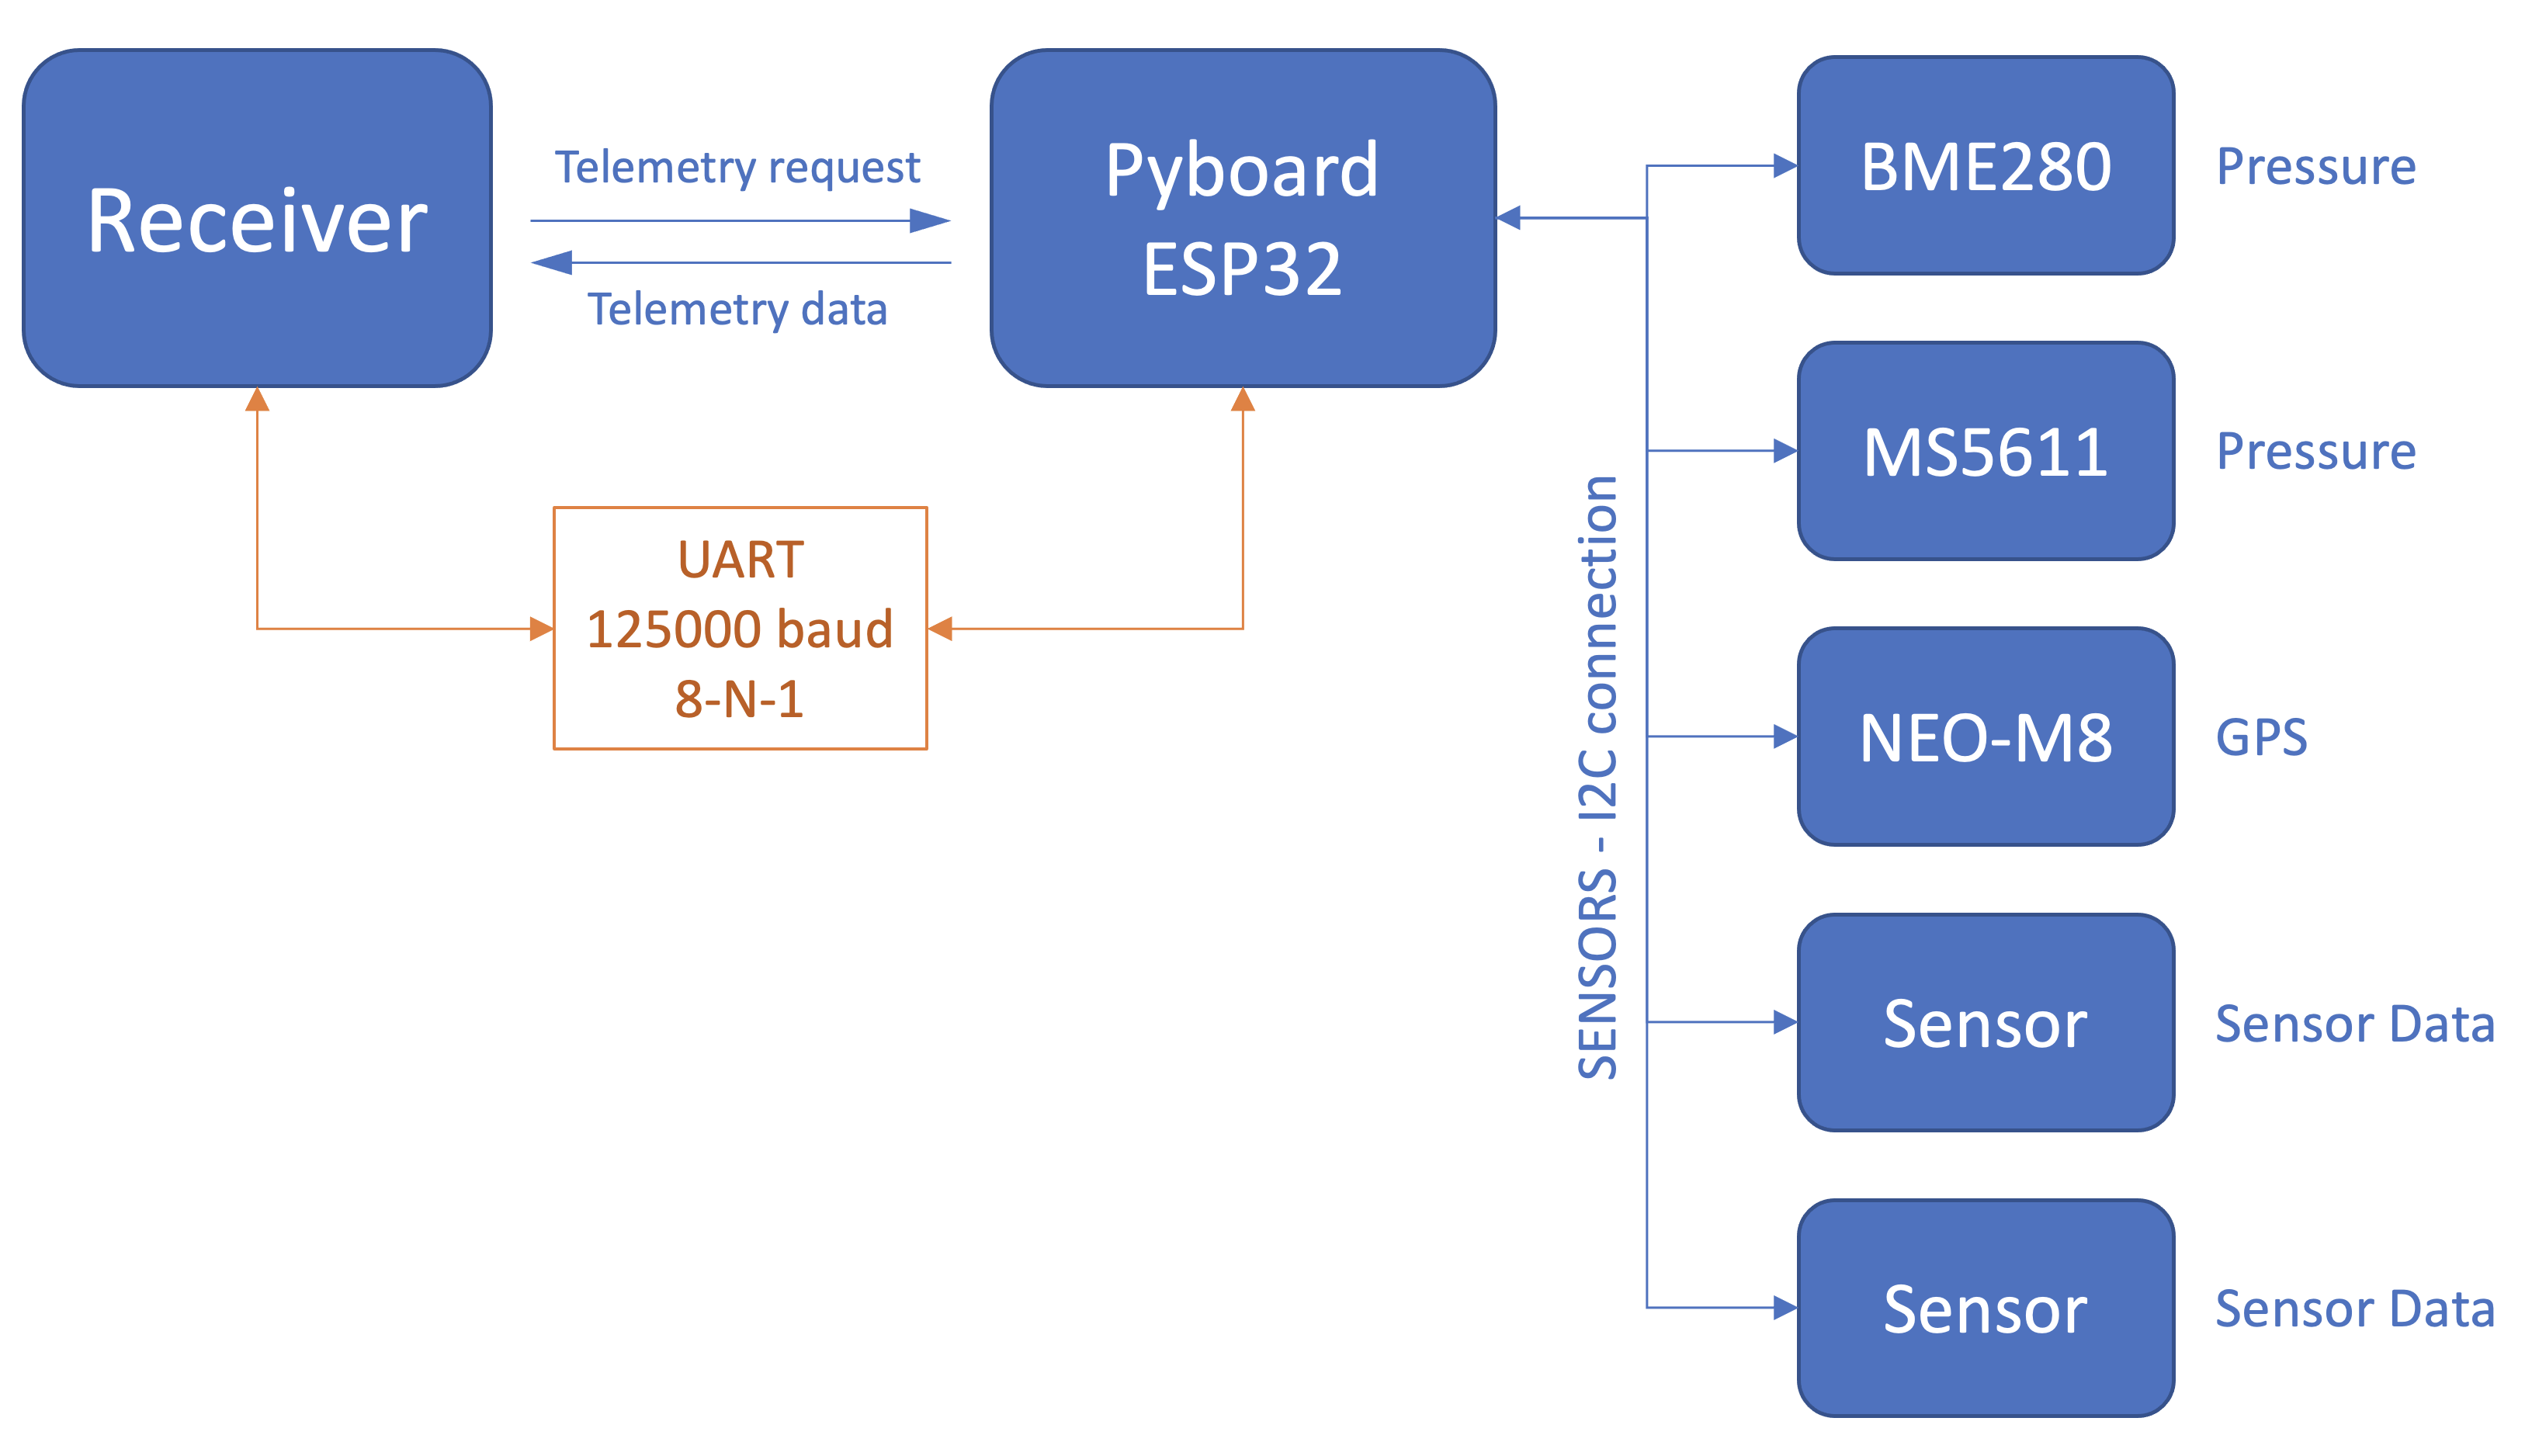 Receiver
Telemetry request
Telemetry data
Pyboard
ESP32
UART
125000 baud
8-N-1
SENSORS - I2C connection
BME280
Pressure
MS5611
Pressure
NEO-M8
GPS
Sensor
Sensor Data
Sensor
Sensor Data